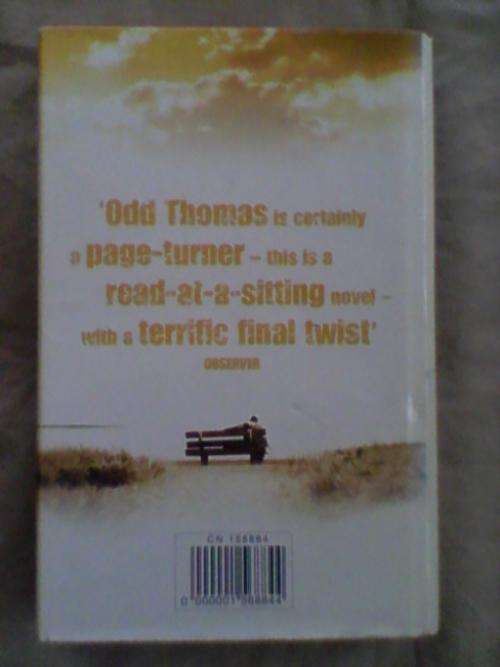 'Odd Thomas is certainly
a page-turner – this is a
read-at-a-sitting novel –
with a terrific final twist'
OBSERVER